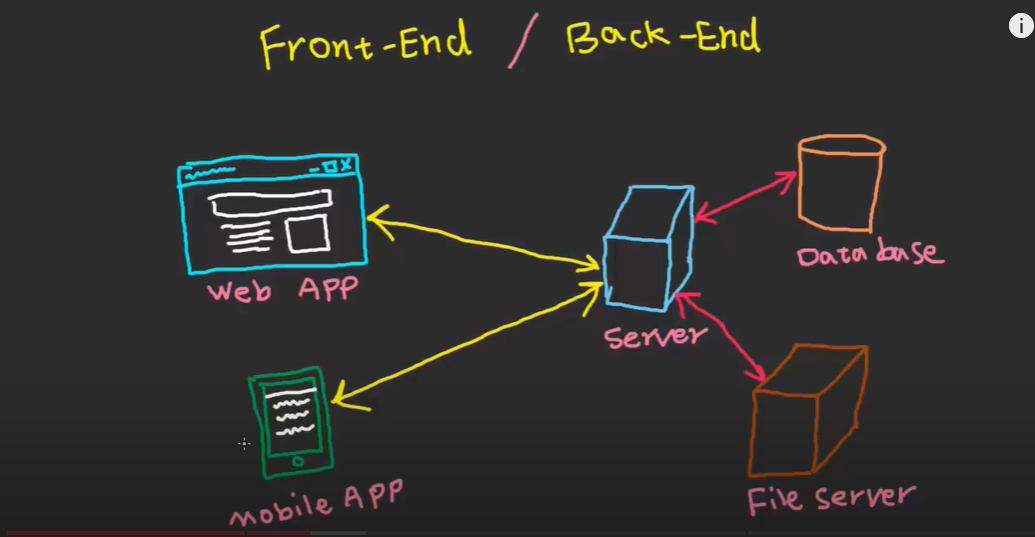 Front-End / Back-End
Web APP
Server
Database
mobile APP
File server
i